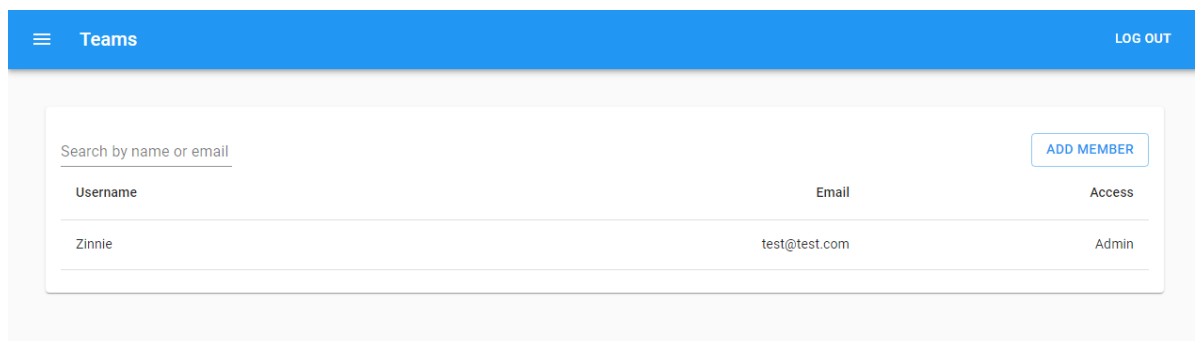 Teams LOG OUT
Search by name or email ADD MEMBER
Username Email Access
Zinnie test@test.com Admin